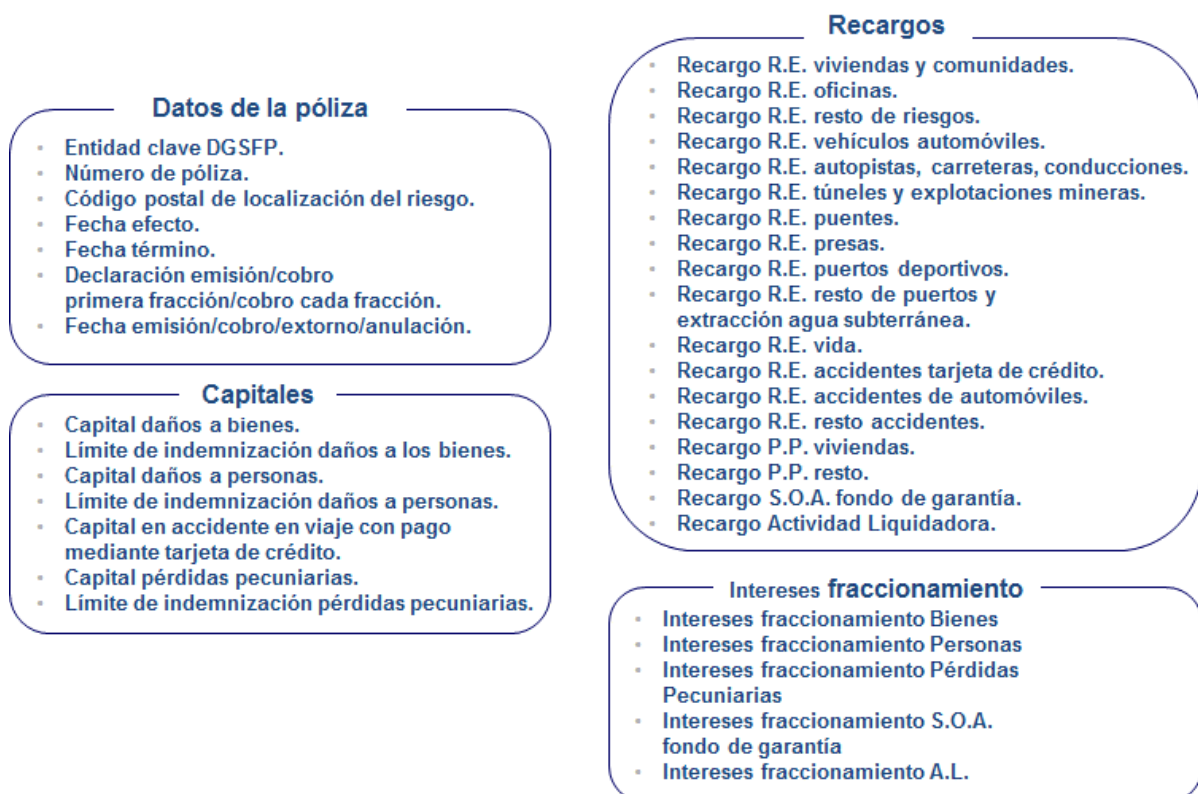 Datos de la póliza
Entidad clave DGSFP.
Número de póliza.
Código postal de localización del riesgo.
Fecha efecto.
Fecha término.
Declaración emisión/cobro
primera fracción/cobro cada fracción.
Fecha emisión/cobro/extorno/anulación.
Capitales
Capital daños a bienes.
Límite de indemnización daños a los bienes.
Capital daños a personas.
Límite de indemnización daños a personas.
Capital en accidente en viaje con pago
mediante tarjeta de crédito.
Capital pérdidas pecuniarias.
Límite de indemnización pérdidas pecuniarias.
Recargos
Recargo R.E. viviendas y comunidades.
Recargo R.E. oficinas.
Recargo R.E. resto de riesgos.
Recargo R.E. vehículos automóviles.
Recargo R.E. autopistas, carreteras, conducciones.
Recargo R.E. túneles y explotaciones mineras.
Recargo R.E. puentes.
Recargo R.E. presas.
Recargo R.E. puertos deportivos.
Recargo R.E. resto de puertos y
extracción agua subterránea.
Recargo R.E. vida.
Recargo R.E. accidentes tarjeta de crédito.
Recargo R.E. accidentes de automóviles.
Recargo R.E. resto accidentes.
Recargo P.P. viviendas.
Recargo P.P. resto.
Recargo S.O.A. fondo de garantía.
Recargo Actividad Liquidadora.
Intereses fraccionamiento
Intereses fraccionamiento Bienes
Intereses fraccionamiento Personas
Intereses fraccionamiento Pérdidas
Pecuniarias
Intereses fraccionamiento S.O.A.
fondo de garantía
Intereses fraccionamiento A.L.